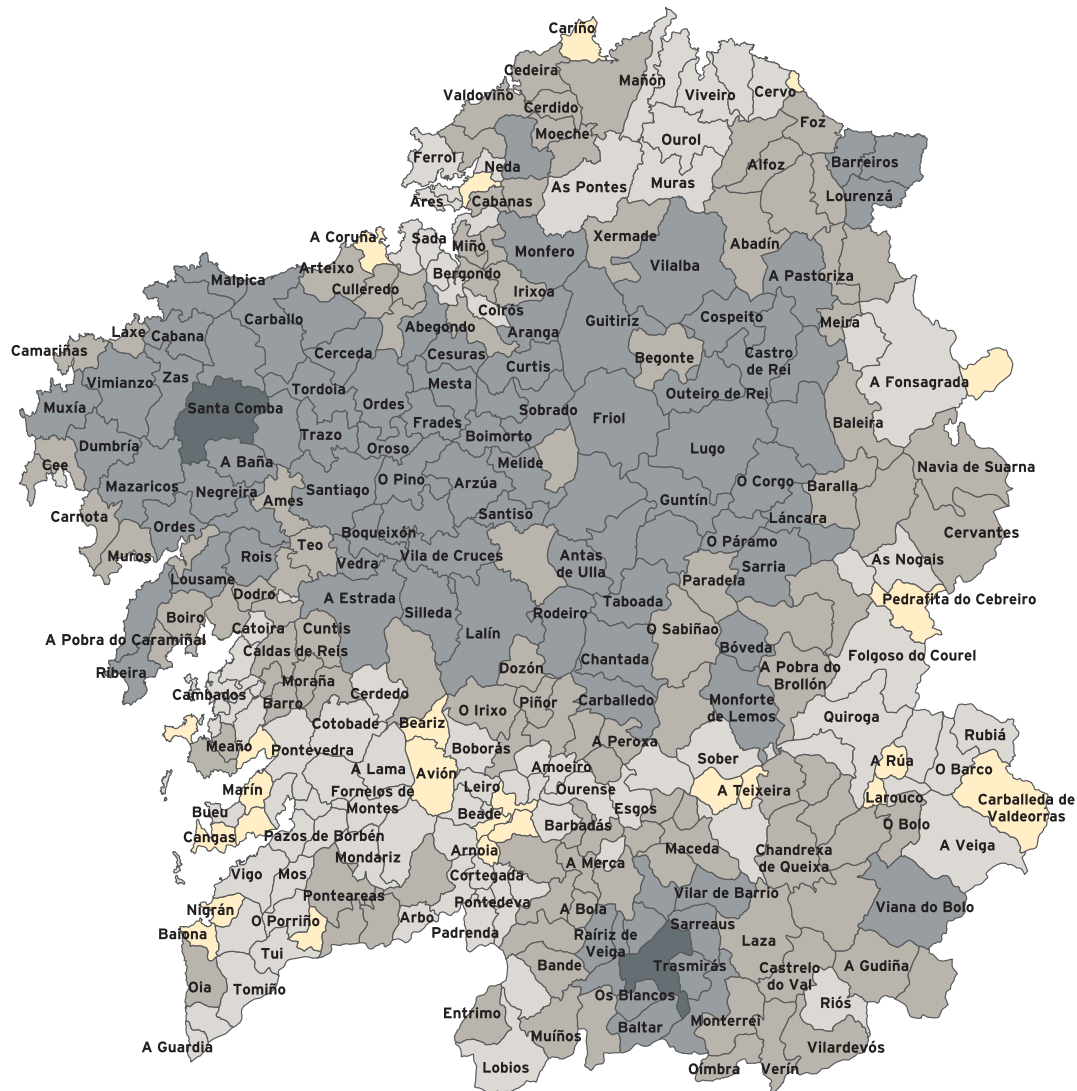 Cariño
Cedeira
Mañón
Valdoviño
Viveiro
Cervo
Cerdido
Foz
Moeche
Ourol
Ferrol
Neda
Alfoz
Barreiros
As Pontes
Muras
Lourenzá
Ares
Cabanas
A Coruña
Sada
Miño
Xermade
Abadín
Monfero
Vilalba
Arteixo
Bergondo
A Pastoriza
Malpica
Culleredo
Irixoa
Coirós
Carballo
Guitiriz
Cospeito
Meira
Laxe
Cabana
Abegondo
Aranga
Camariñas
Cerceda
Cesuras
Curtis
Begonte
Castro
de Rei
Vimianzo
Zas
Tordoia
Mesta
A Fonsagrada
Outeiro de Rei
Muxía
Santa Comba
Ordes
Sobrado
Friol
Frades
Baleira
Trazo
Boimorto
Dumbría
Oroso
Lugo
Cee
A Baña
Melide
Navia de Suarna
Mazaricos
Negreira
Santiago
O Pino
Arzúa
O Corgo
Baralla
Ames
Guntín
Carnota
Santiso
Láncara
Ordes
Boqueixón
Cervantes
Muros
Rois
Teo
Vedra
Vila de Cruces
Antas
de Ulla
O Páramo
As Nogais
Lousame
Sarria
Paradela
Dodro
A Estrada
Silleda
Rodeiro
Taboada
Pedrafita do Cebreiro
Boiro
Catoira
Cuntis
Lalín
O Sabiñao
A Pobra do Caramiñal
Caldas de Reis
Bóveda
Folgoso do Courel
Ribeira
Dozón
Chantada
A Pobra do
Brollón
Moraña
Cambados
Barro
Cerdedo
Piñor
Carballedo
Monforte
de Lemos
O Irixo
Cotobade
Beariz
Quiroga
Meaño
Pontevedra
Boborás
A Peroxa
Rubiá
A Lama
Avión
Amoeiro
Sober
A Rúa
O Barco
Marín
Fornelos de
Montes
Leiro
Ourense
A Teixeira
Larouco
Carballeda de
Valdeorras
Bueu
Beade
Esgos
Cangas
Pazos de Borbén
Barbadás
O Bolo
Mondariz
Arnoia
A Merca
Maceda
Chandrexa
de Queixa
A Veiga
Vigo
Mos
Cortegada
Ponteareas
Pontedeva
Vilar de Barrio
Nigrán
A Bola
Viana do Bolo
O Porriño
Arbo
Baiona
Padrenda
Raíriz de
Veiga
Sarreaus
Laza
Tui
Bande
Trasmirás
Castrelo
do Val
A Gudiña
Oia
Tomiño
Os Blancos
Riós
Entrimo
Baltar
Monterrei
Muíños
A Guardia
Vilardevós
Lobios
Oímbra
Verín